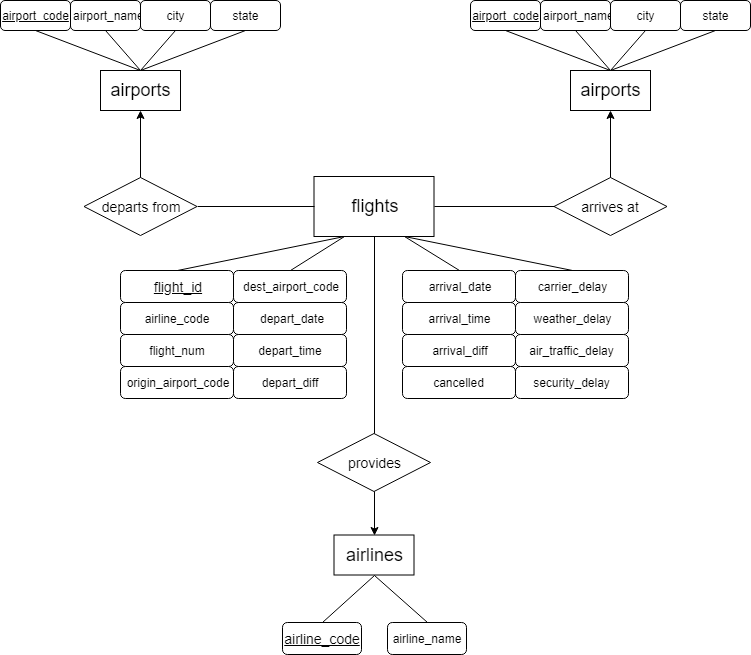 airport_code airport_name city state
airport_code airport_name city state
airports
airports
departs from
flights
arrives at
flight_id dest_airport_code
airline_code depart_date
flight_num depart_time
origin_airport_code depart_diff
arrival_date carrier_delay
arrival_time weather_delay
arrival_diff air_traffic_delay
cancelled security_delay
provides
airlines
airline_code airline_name